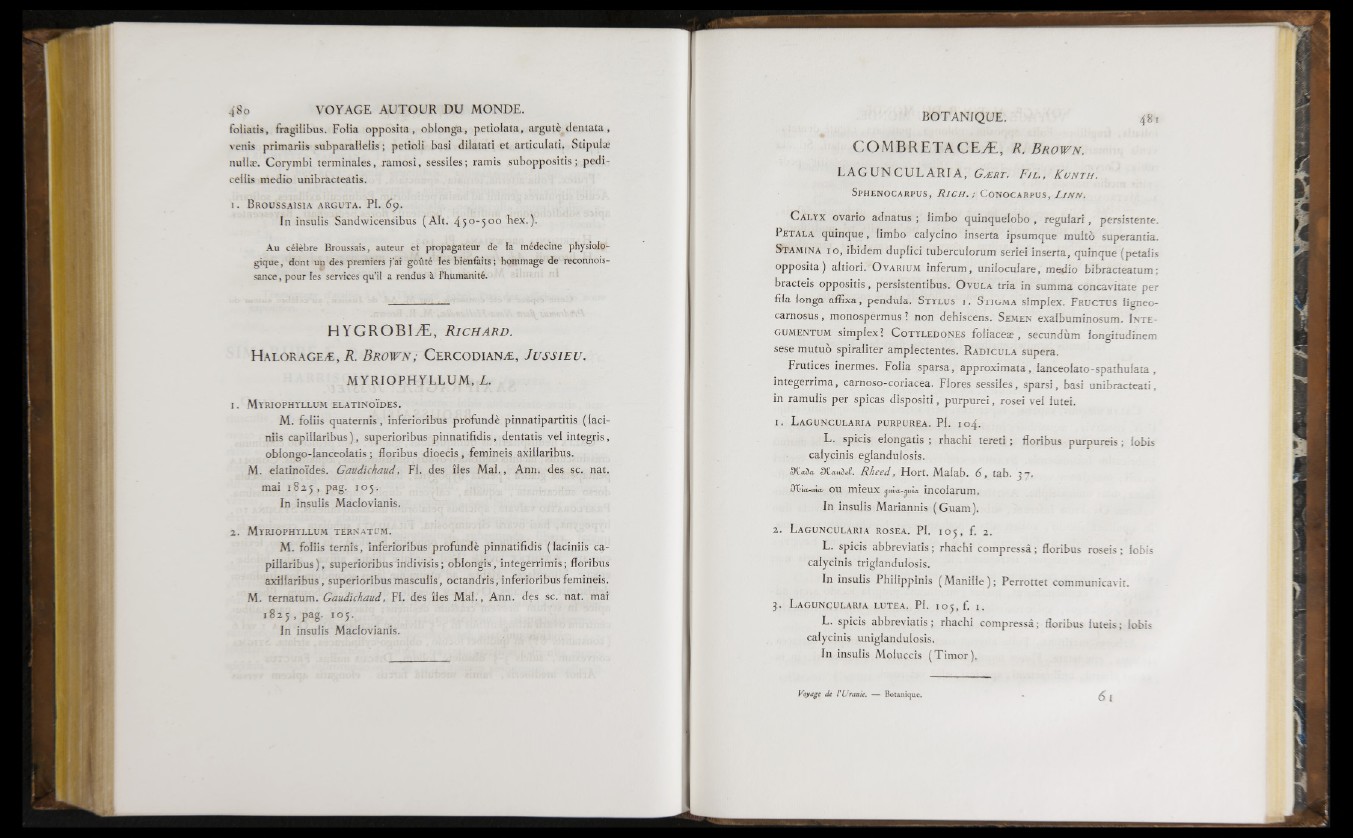 480 VOYAGE AUTOUR DU MONDE.
foliatis, fragilibus. Folia opposita, oblonga, petiolata, argutè dentata,
venis primariis subparallelis; petioli basi dilatati et articulati. Stipulæ
nullæ. Corymbi terminales, ramosi, sessiles; ramis suboppositis; pedi-
cellis medio unibracteatis.
1. BROUSSAISIA ARGUTA. Pl. 69.
In insulis Sandwicensibus (Alt. 450-500 hex.).
Au célèbre Broussais, auteur et propagateur de la médecine physiolo-
gique, dont un des premiers j'ai goûté les bienfaits; hommage de reconnois-
sance, pour les services qu'il a rendus à l'humanité.
HYGROBIÆ, RICHARD.
HALORAGEÆ, R. BROWN; CERCODIANÆ, JUSSIEU.
MYRIOPHYLLUM, L.
1. MYRIOPHYLLUM ELATINOÏDES.
M. foliis quaternis, inferioribus profundè pinnatipartitis (laci-
niis capillaribus), superioribus pinnatifidis, dentatis vel integris,
oblongo-lanceolatis; floribus dioecis, femineis axillaribus.
M. elatinoïdes. Gaudichaud, Fl. des îles Mal., Ann. des sc. nat.
mai 1825, pag. 105.
In insulis Maclovianis.
2. MYRIOPHYLLUM TERNATUM.
M. foliis ternis, inferioribus profundè pinnatifidis (laciniis ca-
pillaribus), superioribus indivisis; oblongis, integerrimis; floribus
axillaribus, superioribus masculis, octandris, inferioribus femineis.
M. ternatum. Gaudichaud, Fl. des îles Mal., Ann. des sc. nat. mai
1825, pag. 105.
In insulis Maclovianis.
BOTANIQUE. 481
COMBRETACEÆ, R. BROWN.
LAGUNCULARIA, GÆRT. FIL., KUNTH.
SPHENOCARPUS, RICH.; CONOCARPUS, LINN.
CALYX ovario adnatus; limbo quinquelobo, regulari, persistente.
PETALA quinque, limbo calycino inserta ipsumque multò superantia.
STAMINA 10, ibidem duplici tuberculorum seriei inserta, quinque (petalis
opposita) altiori. OVARIUM inferum, uniloculare, medio bibracteatum;
bracteis oppositis, persistentibus. OVULA tria in summa concavitate per
fila longa affixa, pendula. STYLUS 1. STIGMA simplex. FRUCTUS ligneo-
carnosus, monospermus? non dehiscens. SEMEN exalbuminosum. INTE-
GUMENTUM simplex? COTYLEDONES foliaceæ, secundùm longitudinem
sese mutuò spiraliter amplectentes. RADICULA supera.
Frutices inermes. Folia sparsa, approximata, lanceolato-spathulata,
integerrima, carnoso-coriacea. Flores sessiles, sparsi, basi unibracteati,
in ramulis per spicas dispositi, purpurei, rosei vel lutei.
1. LAGUNCULARIA PURPUREA. Pl. 104.
L. spicis elongatis; rhachi tereti; floribus purpureis; lobis
calycinis eglandulosis.
Kada Kandel. Rheed, Hort. Malab. 6, tab. 37.
ou mieux incolarum.
In insulis Mariannis (Guam).
2. LAGUNCULARIA ROSEA. Pl. 105, f. 2.
L. spicis abbreviatis; rhachi compressâ; floribus roseis; lobis
calycinis triglandulosis.
In insulis Philippinis (Manille); Perrottet communicavit.
3. LAGUNCULARIA LUTEA. Pl. 105, f. 1.
L. spicis abbreviatis; rhachi compressâ; floribus luteis; lobis
calycinis uniglandulosis.
In insulis Moluccis (Timor).
Voyage de l'Uranie. — Botanique. 61